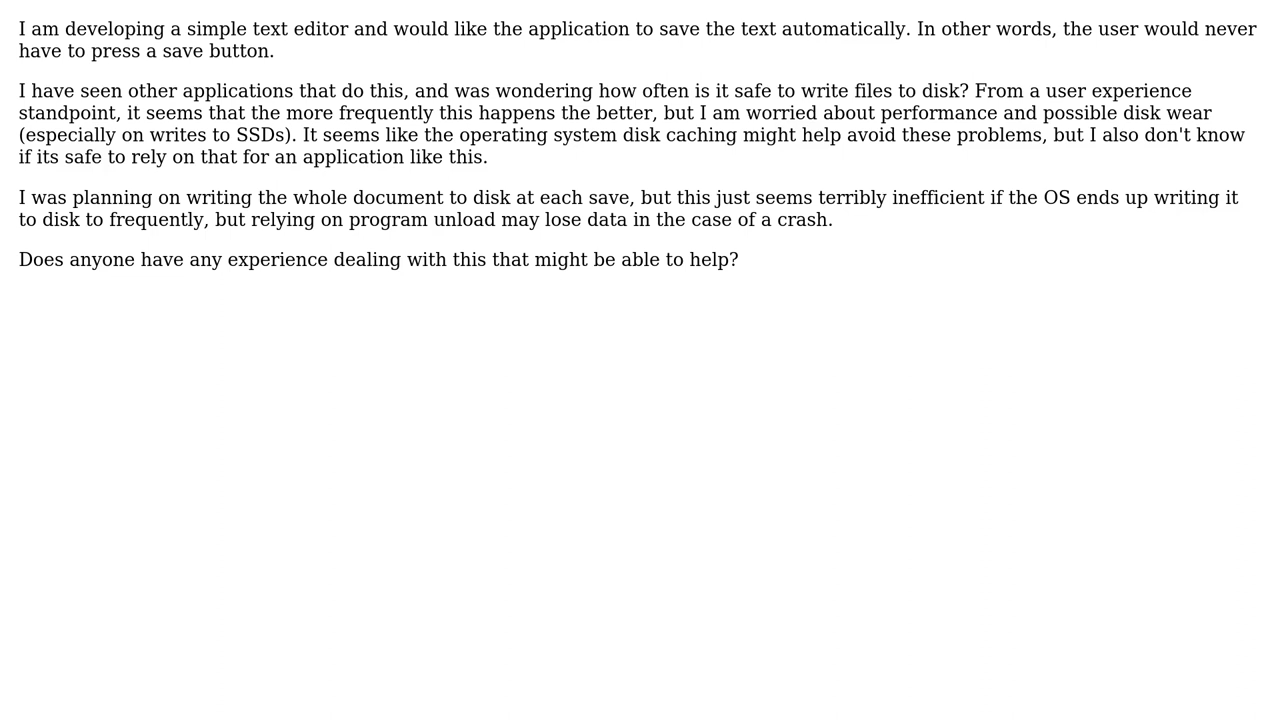 I am developing a simple text editor and would like the application to save the text automatically. In other words, the user would never
have to press a save button.
I have seen other applications that do this, and was wondering how often is it safe to write files to disk? From a user experience
standpoint, it seems that the more frequently this happens the better, but I am worried about performance and possible disk wear
(especially on writes to SSDs). It seems like the operating system disk caching might help avoid these problems, but I also don't know
if its safe to rely on that for an application like this.
I was planning on writing the whole document to disk at each save, but this just seems terribly inefficient if the OS ends up writing it
to disk to frequently, but relying on program unload may lose data in the case of a crash.
Does anyone have any experience dealing with this that might be able to help?